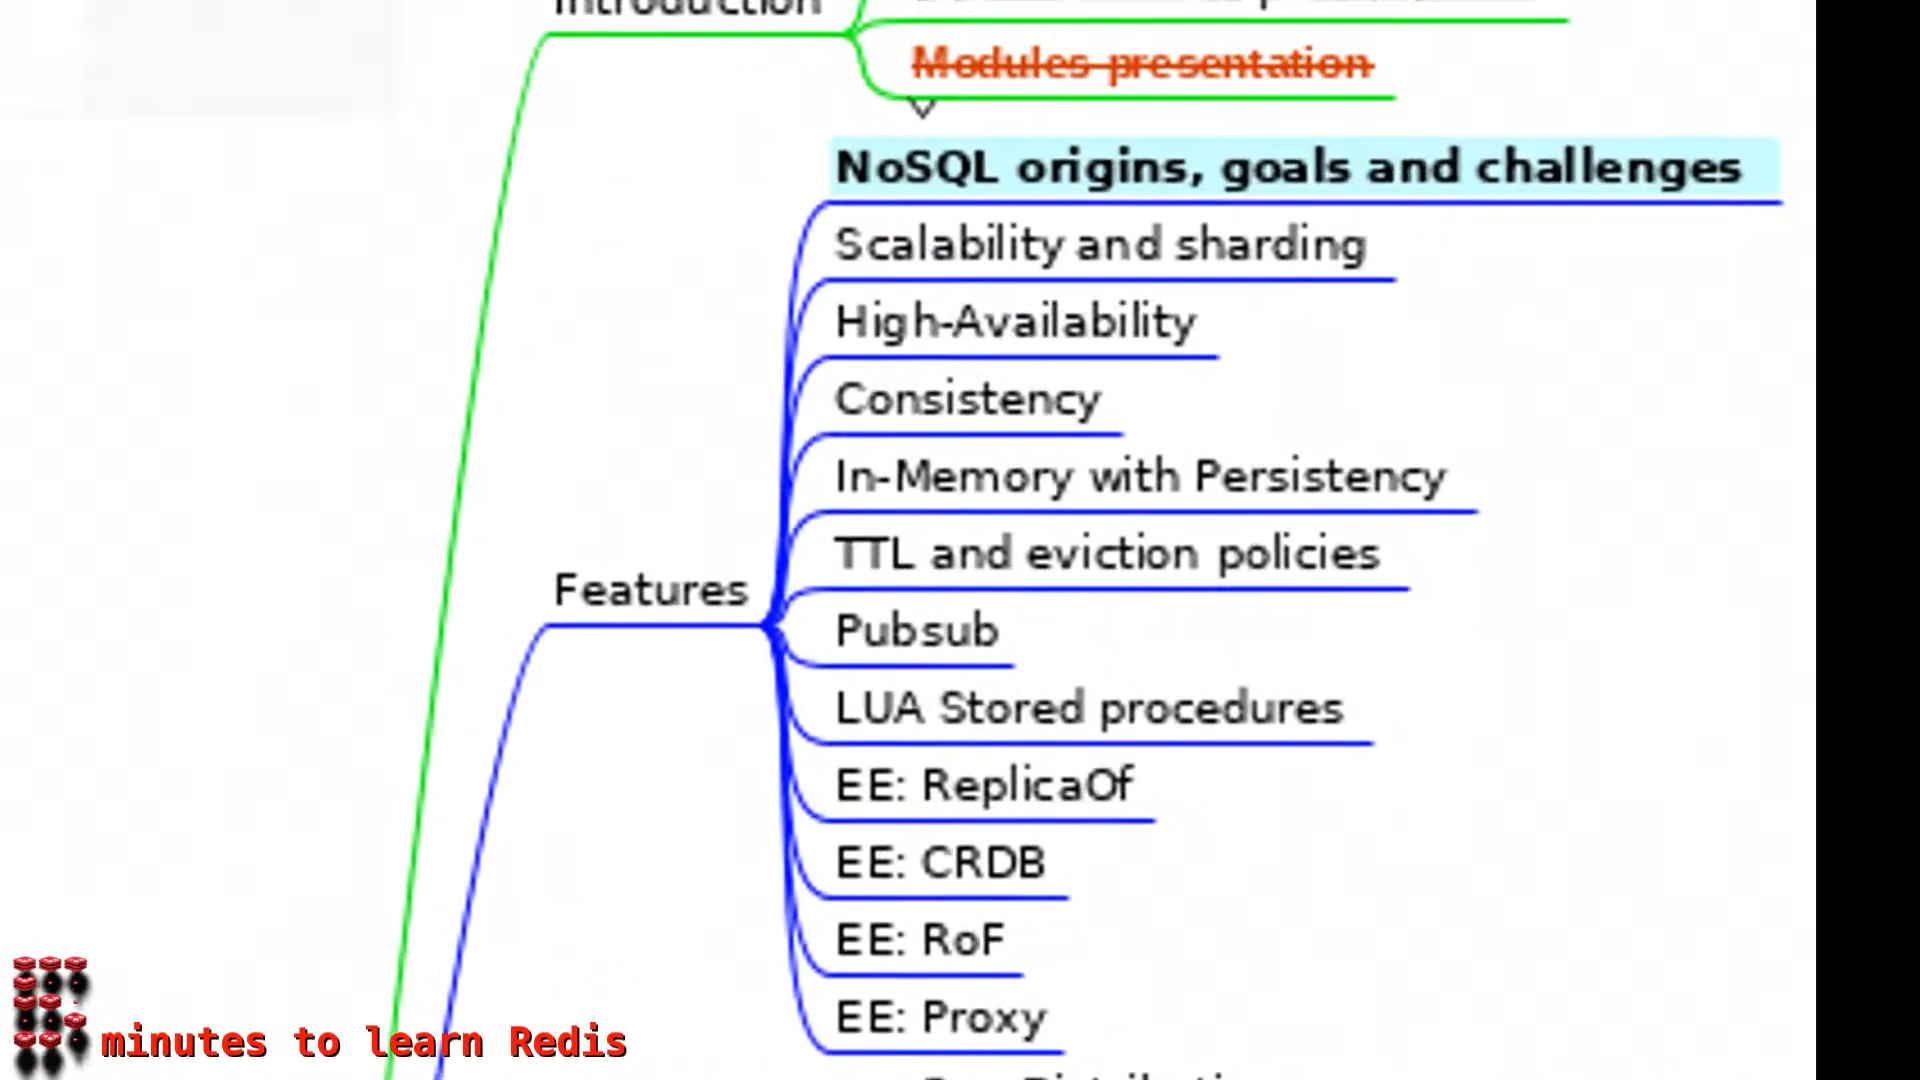 Introduction
Modules presentation
NoSQL origins, goals and challenges
Scalability and sharding
High-Availability
Consistency
In-Memory with Persistency
TTL and eviction policies
Features
Pubsub
LUA Stored procedures
EE: ReplicaOf
EE: CRDB
EE: RoF
EE: Proxy
minutes to learn Redis